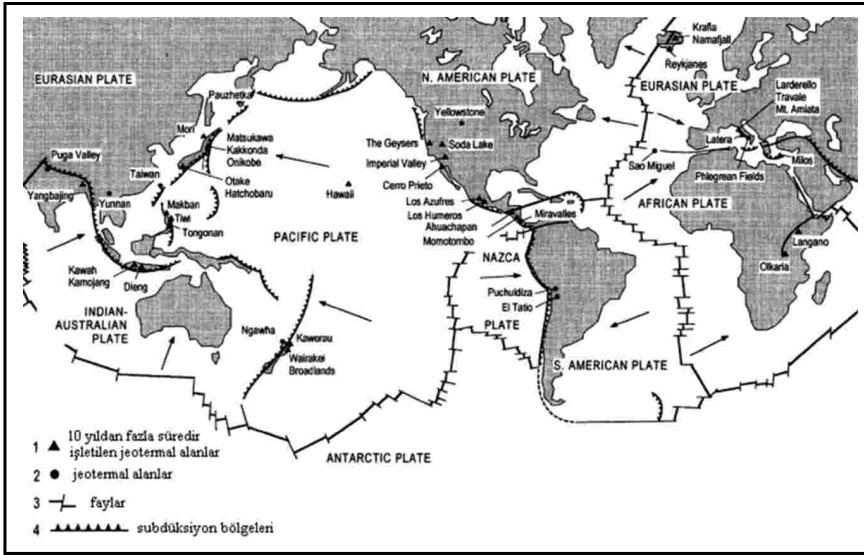 Krafla
Namafjall
Reykjanes
EURASIAN PLATE
N. AMERICAN PLATE
EURASIAN PLATE
Larderello
Travale
Mt. Amiata
Pauzhetka
Yellowstone
Mori
Matsukawa
Kakkonda
Onikobe
The Geysers
Soda Lake
Latera
Puga Valley
Imperial Valley
Sao Miguel
Milos
Taiwan
Otake
Hatchobaru
Phlegrean Fields
Yangbajing
Yunnan
Cerro Prieto
Hawaii
Makban
Tiwi
Tongonan
Los Azufres
Los Humeros
Ahuachapan
Momotombo
Miravalles
AFRICAN PLATE
PACIFIC PLATE
Langano
Olkaria
NAZCA
PLATE
Kawah
Kamojang
Dieng
Puchuldiza
El Tatio
INDIAN-
AUSTRALIAN
PLATE
Ngawha
Kawerau
Wairakei
Broadlands
S. AMERICAN PLATE
ANTARCTIC PLATE
1 10 yıldan fazla süredir
işletilen jeotermal alanlar
2 jeotermal alanlar
3 faylar
4 subdüksiyon bölgeleri